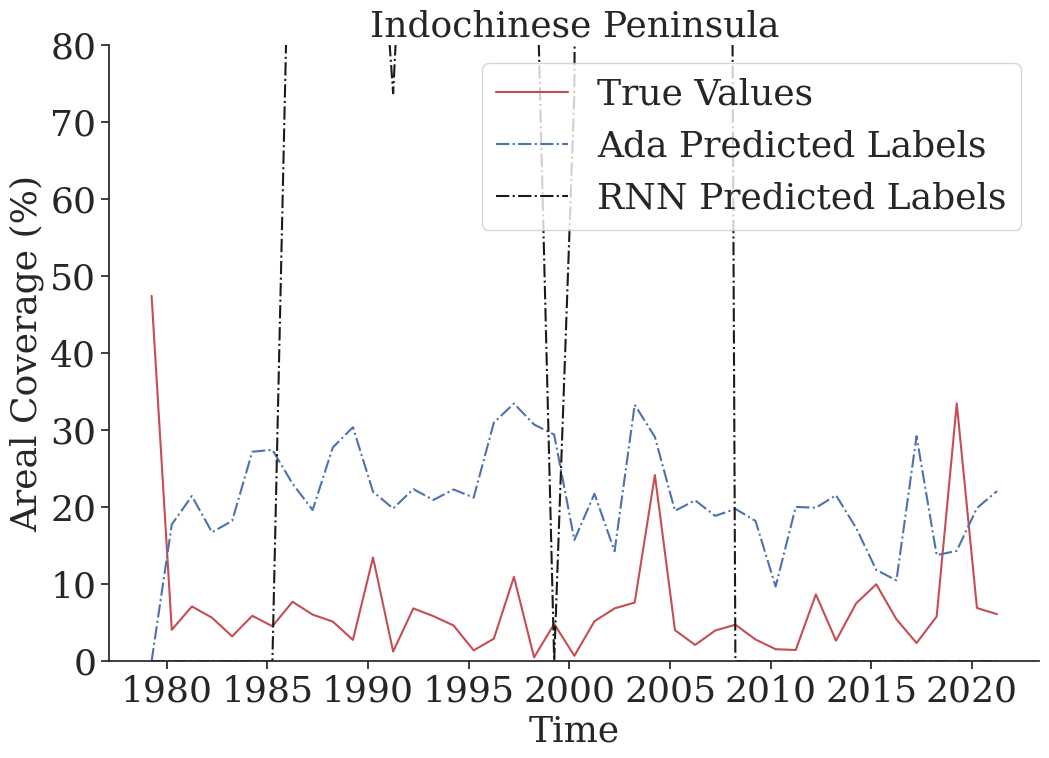 Indochinese Peninsula
True Values
Ada Predicted Labels
RNN Predicted Labels
Areal Coverage (%)
80
70
60
50
40
30
20
10
0
1980 1985 1990 1995 2000 2005 2010 2015 2020
Time